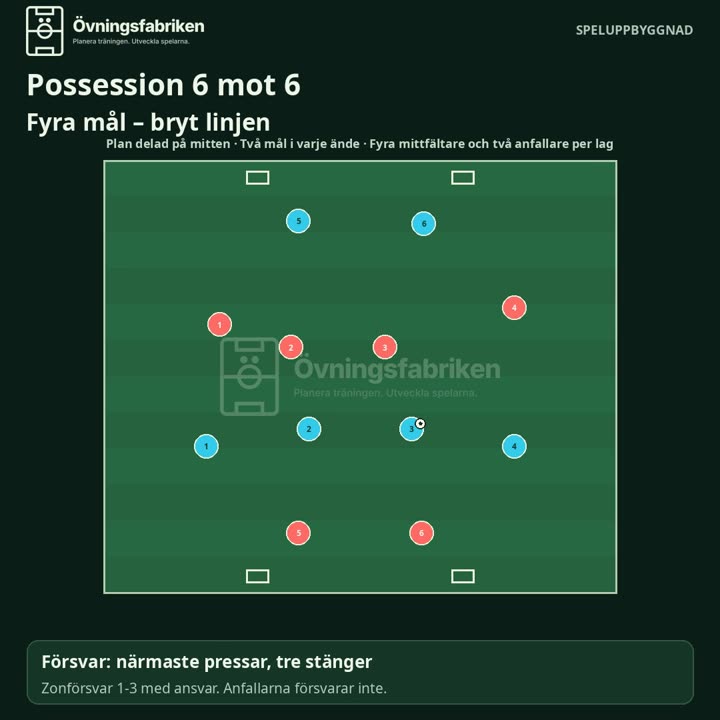 Övningsfabriken
Planera träningen. Utveckla spelarna.
SPELUPPBYGGNAD
Possession 6 mot 6
Fyra mål – bryt linjen
Plan delad på mitten · Två mål i varje ände · Fyra mittfältare och två anfallare per lag
5
6
4
1
2
3
Övningsfabriken
Planera träningen. Utveckla spelarna.
2
3
1
4
5
6
Försvar: närmaste pressar, tre stänger
Zonförsvar 1-3 med ansvar. Anfallarna försvarar inte.